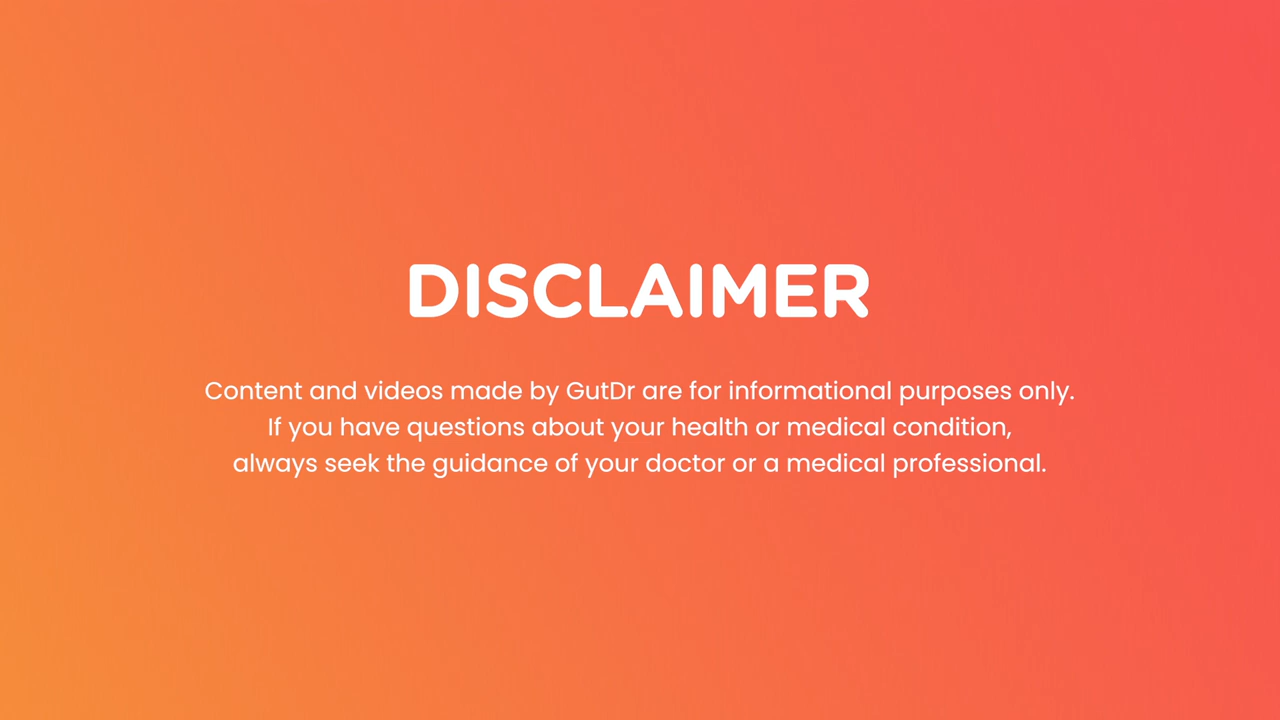 DISCLAIMER
Content and videos made by GutDr are for informational purposes only.
If you have questions about your health or medical condition,
always seek the guidance of your doctor or a medical professional.